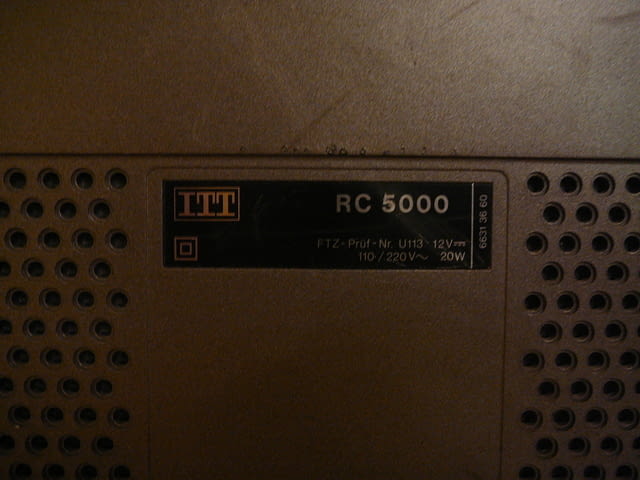 ITT
RC 5000
FTZ-Prüf-Nr. U113 12V
110/220V~ 20W
6631 36 60